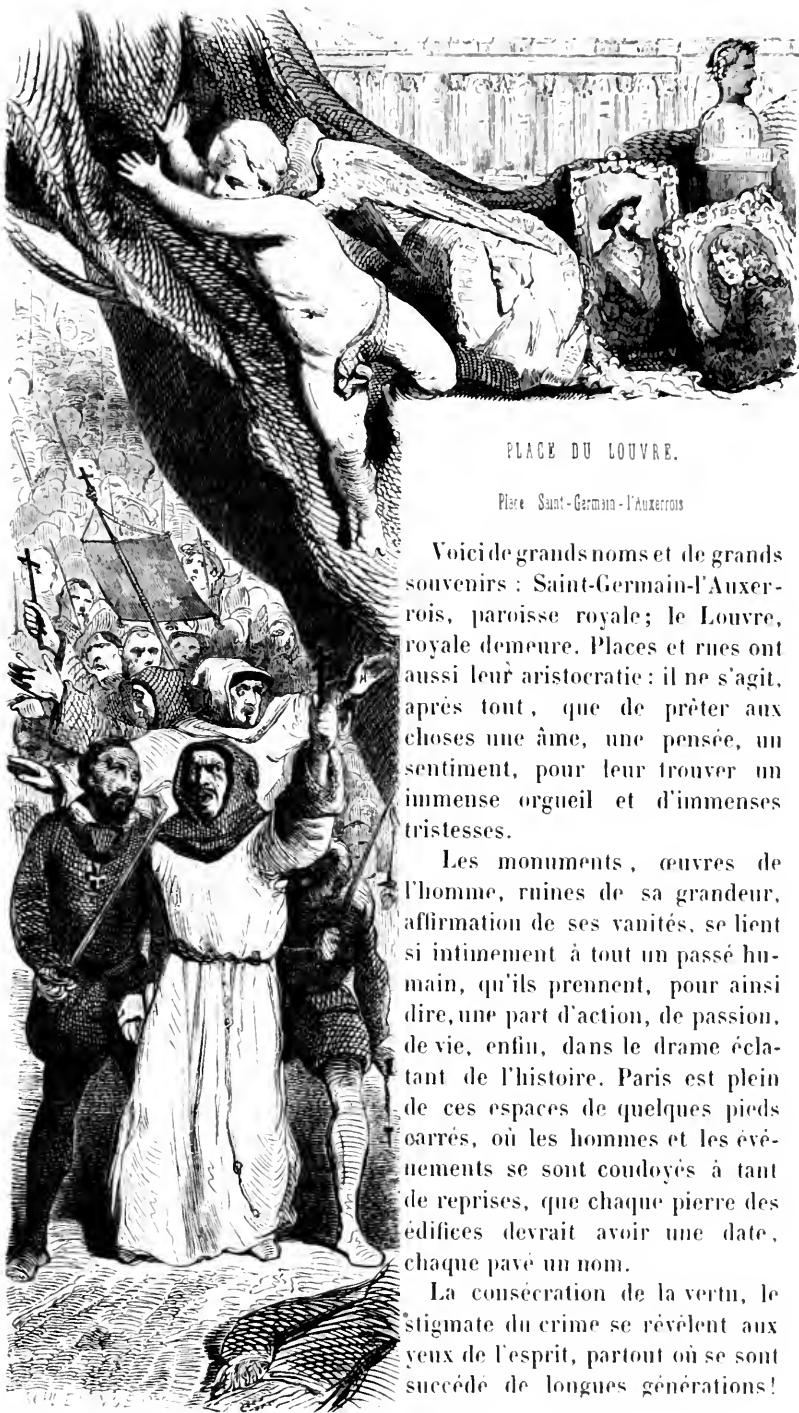 PLACE DU LOUVRE.
Place Saint-Germain-l'Auxerrois
Voici de grands noms et de grands
souvenirs : Saint-Germain-l'Auxer-
rois, paroisse royale; le Louvre,
royale demeure. Places et rues ont
aussi leur aristocratie : il ne s'agit,
après tout, que de prêter aux
choses une âme, une pensée, un
sentiment, pour leur trouver un
immense orgueil et d'immenses
tristesses.
Les monuments, œuvres de
l'homme, ruines de sa grandeur,
affirmation de ses vanités, se lient
si intimement à tout un passé hu-
main, qu'ils prennent, pour ainsi
dire, une part d'action, de passion,
de vie, enfin, dans le drame écla-
tant de l'histoire. Paris est plein
de ces espaces de quelques pieds
carrés, où les hommes et les évé-
nements se sont coudoyés à tant
de reprises, que chaque pierre des
édifices devrait avoir une date,
chaque pavé un nom.
La consécration de la vertu, le
stigmate du crime se révèlent aux
yeux de l'esprit, partout où se sont
succédé de longues générations!